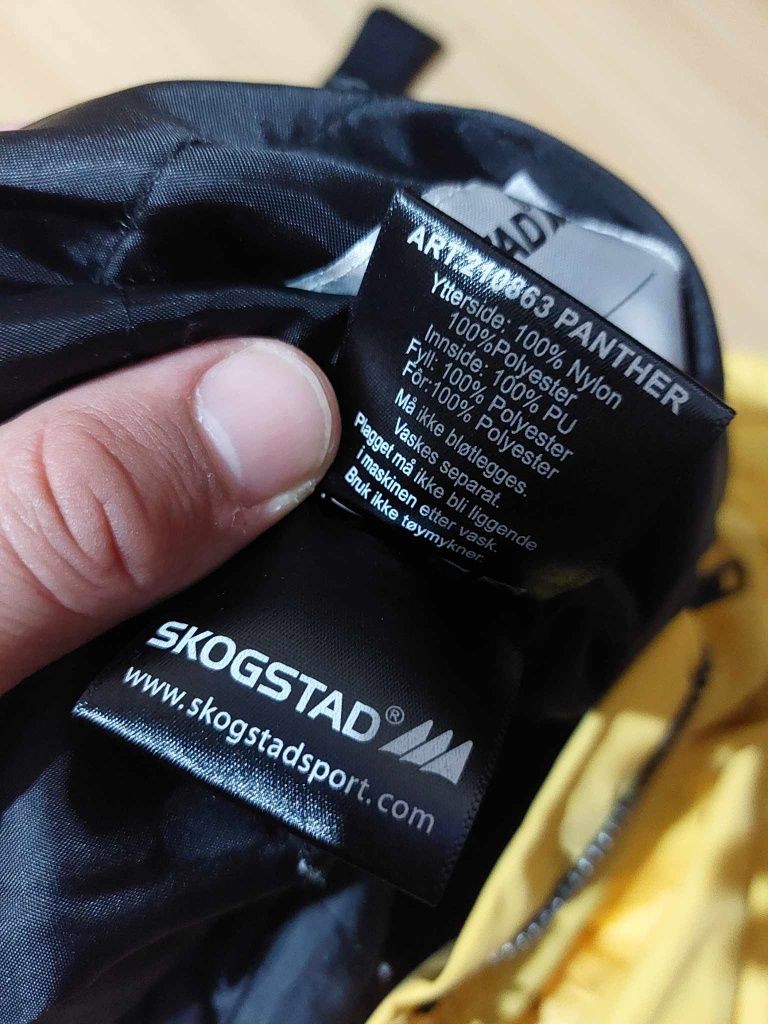 TAD
ART210863 PANTHER
Ytterside: 100% Nylon
100%Polyester
Innside: 100% PU
Fyll: 100% Polyester
Fôr:100% Polyester
Må ikke bløtlegges.
Vaskes separat.
Plagget må ikke bli liggende
i maskinen etter vask.
Bruk ikke tøymykner.
SKOGSTAD®
www.skogstadsport.com